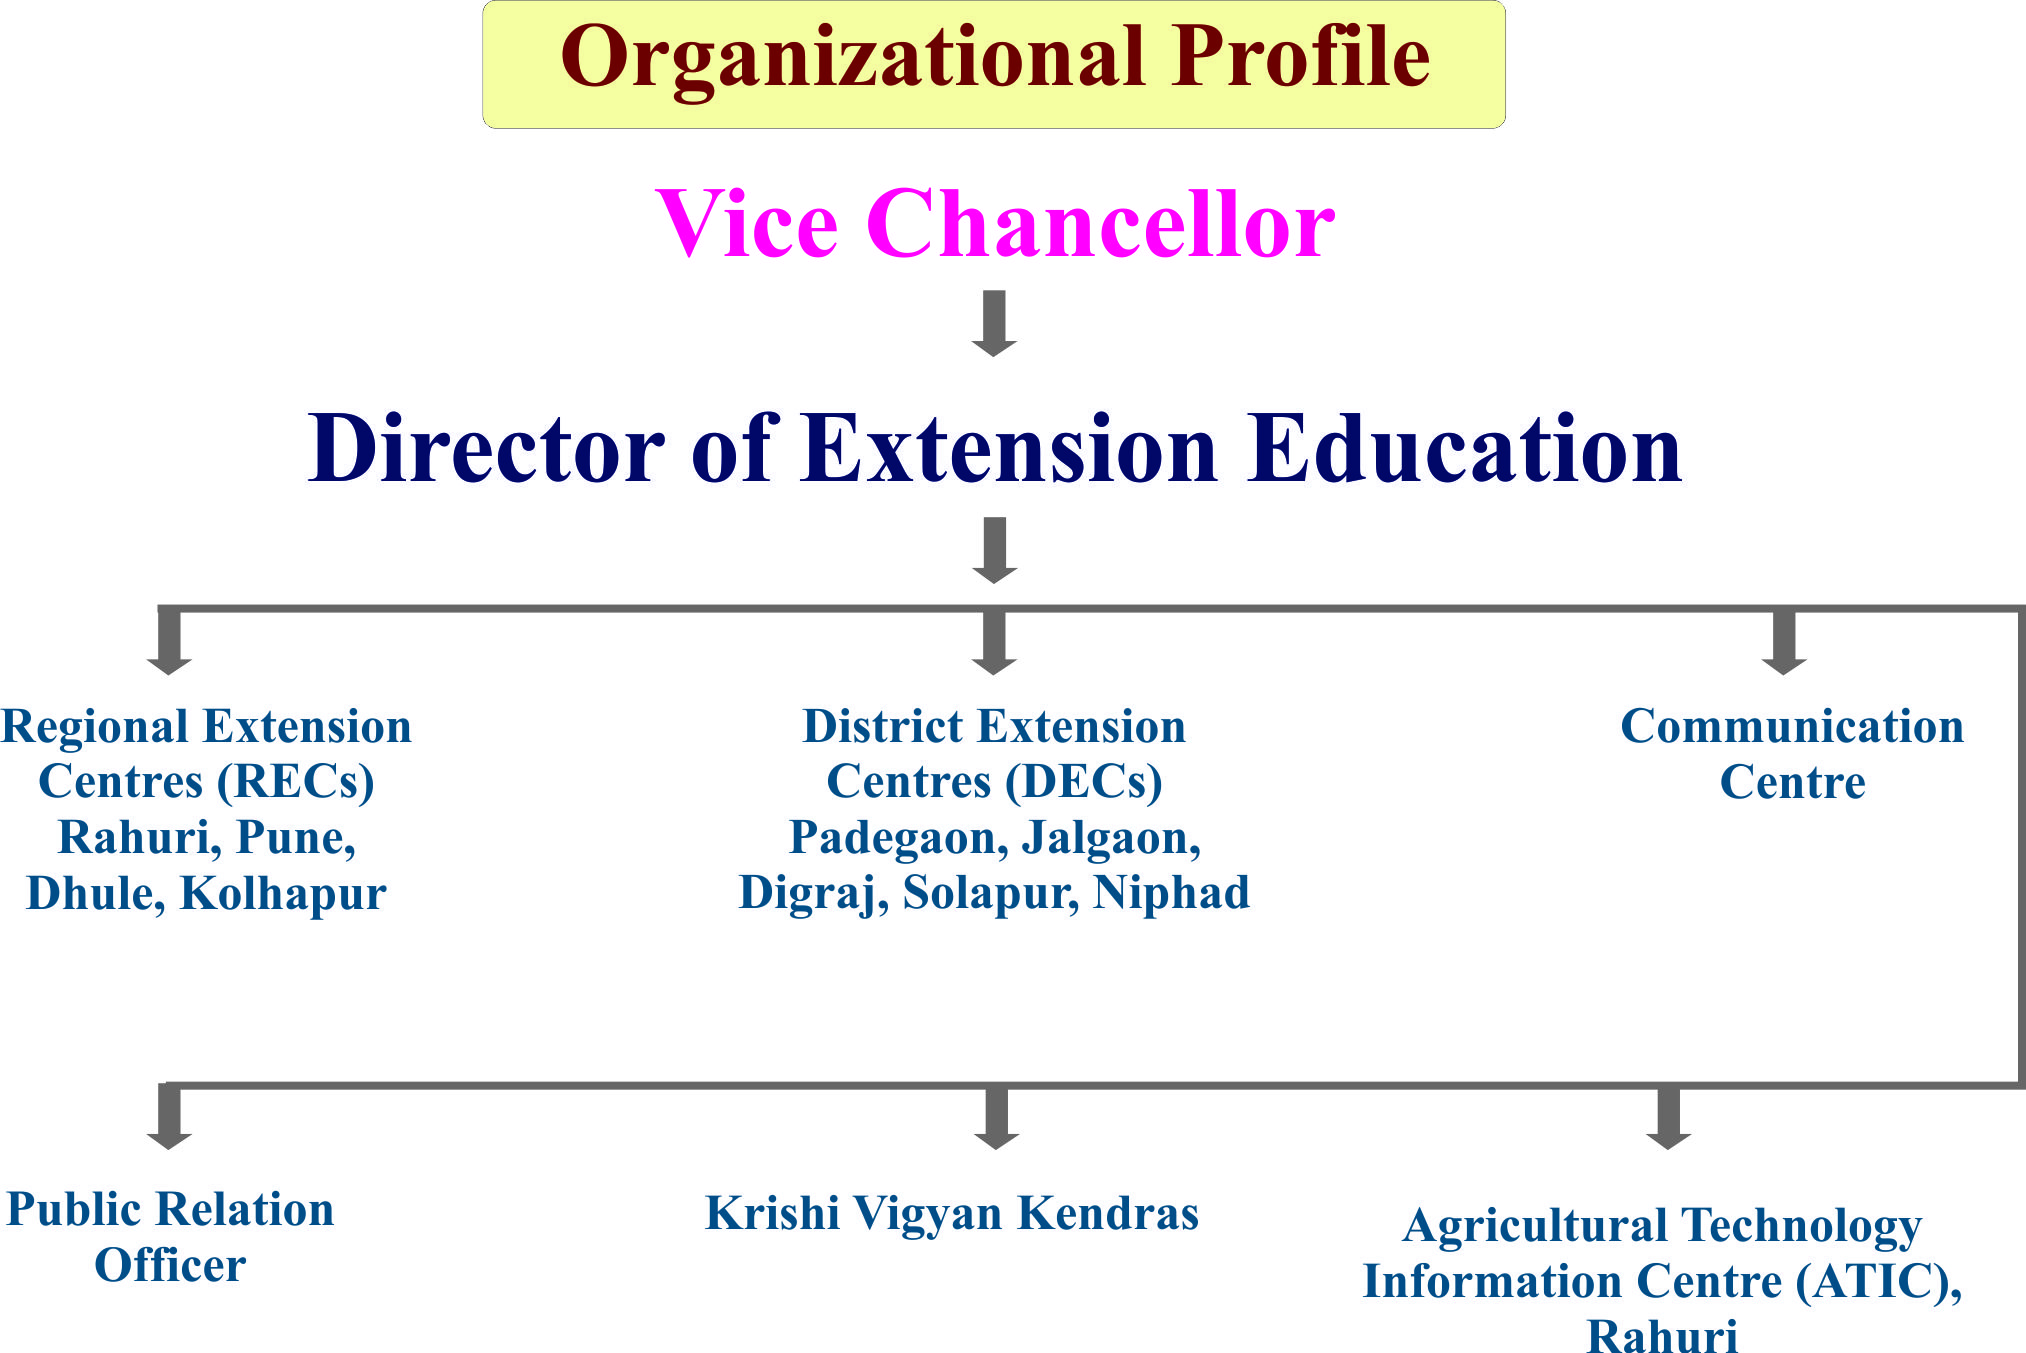 Organizational Profile
Vice Chancellor
Director of Extension Education
Regional Extension
Centres (RECs)
Rahuri, Pune,
Dhule, Kolhapur
District Extension
Centres (DECs)
Padegaon, Jalgaon,
Digraj, Solapur, Niphad
Communication
Centre
Public Relation
Officer
Krishi Vigyan Kendras
Agricultural Technology
Information Centre (ATIC),
Rahuri